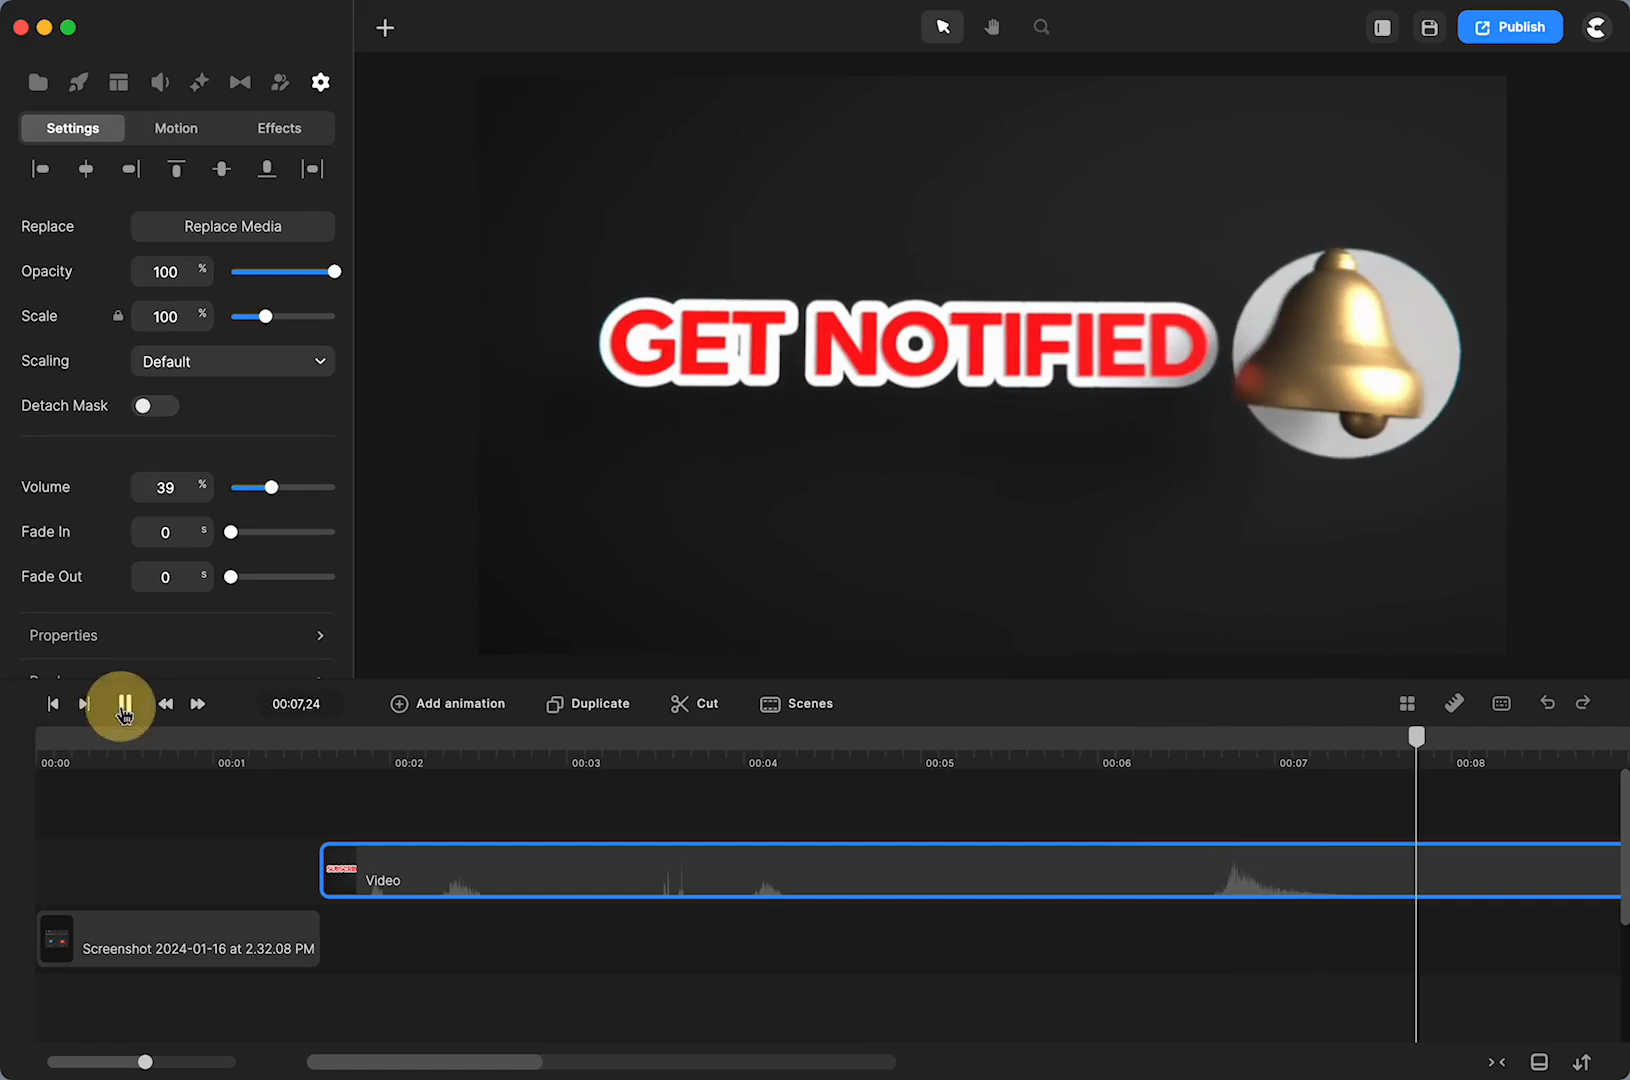 Publish
Settings
Motion
Effects
Replace
Replace Media
Opacity
100 %
Scale
100 %
Scaling
Default
Detach Mask
Volume
39 %
Fade In
0 s
Fade Out
0 s
Properties
GET NOTIFIED
00:07,24
Add animation
Duplicate
Cut
Scenes
00:00
00:01
00:02
00:03
00:04
00:05
00:06
00:07
00:08
Video
Screenshot 2024-01-16 at 2.32.08 PM